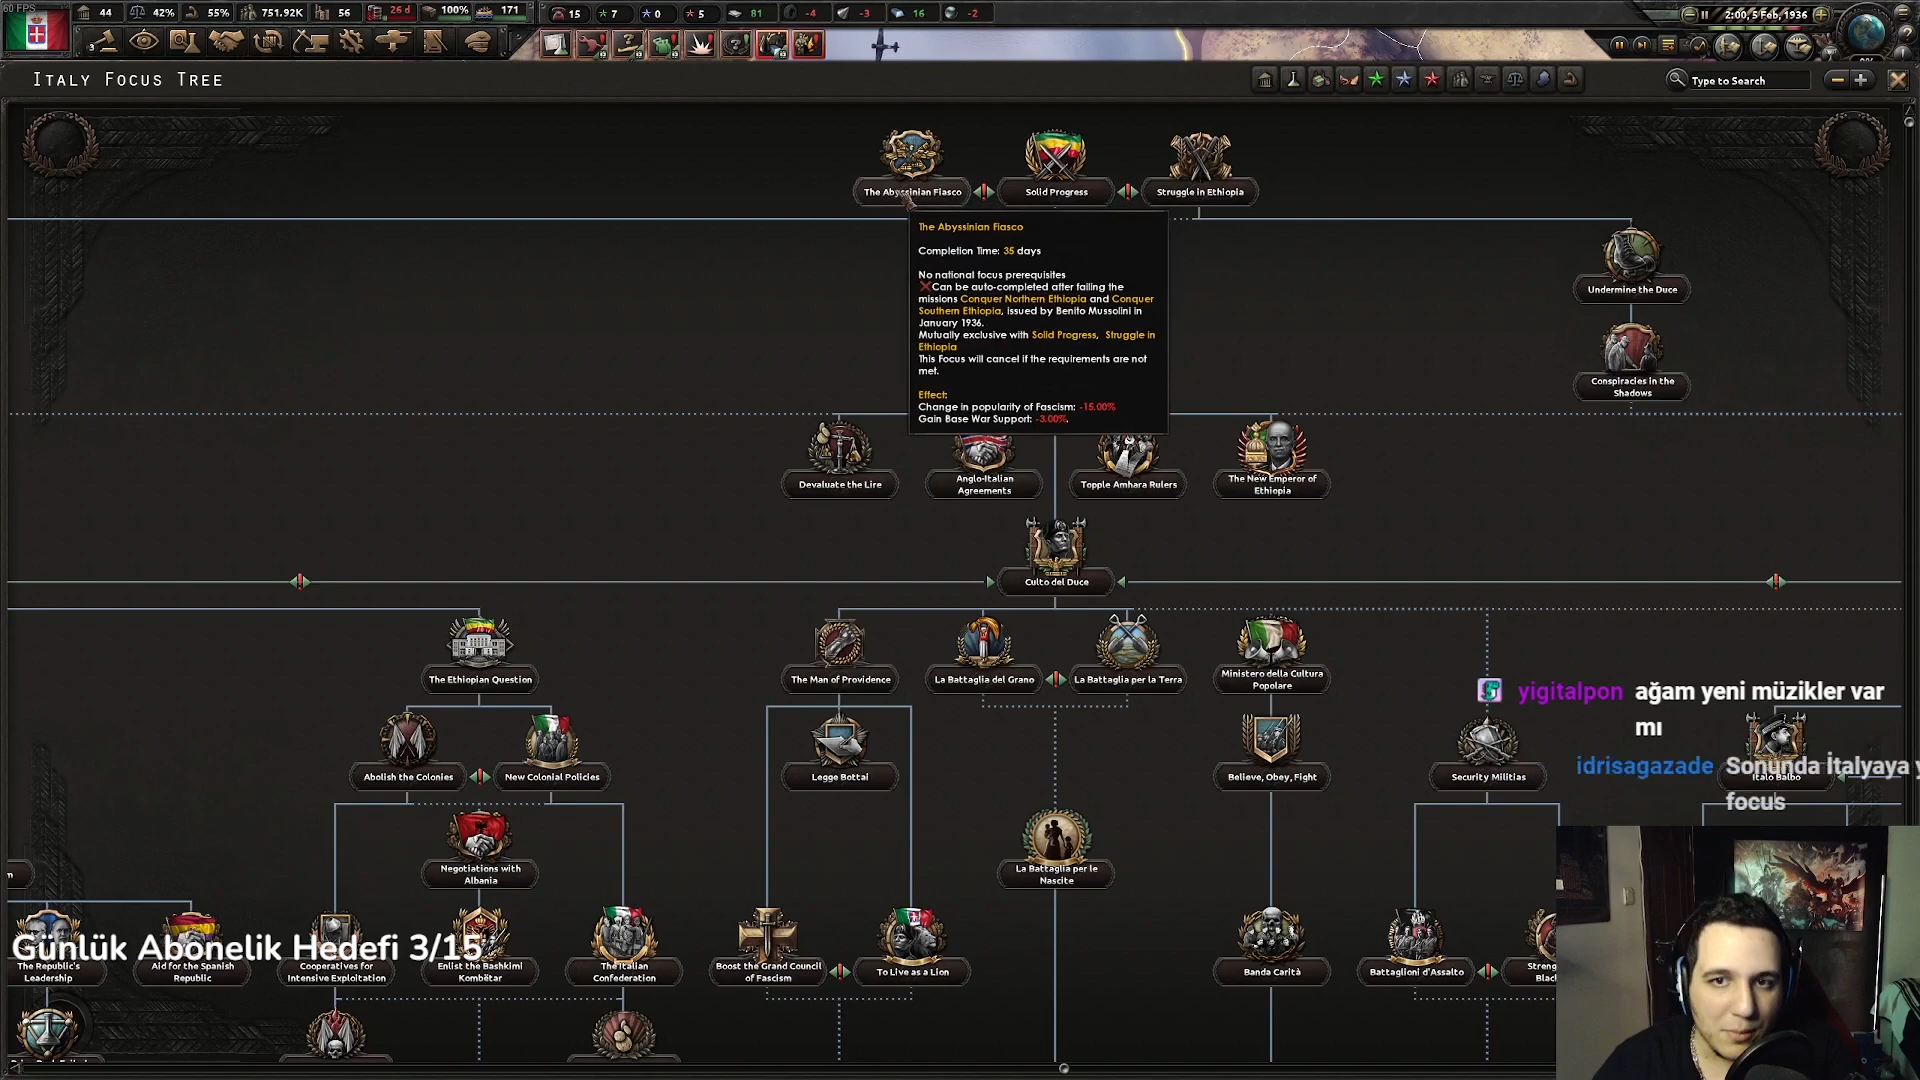 60 FPS
44
42%
55%
751.92K
56
26 d
100%
171
15
7
0
5
81
-4
-3
16
-2
2:00, 5 Feb, 1936
ITALY FOCUS TREE
Type to Search
The Abyssinian Fiasco
Solid Progress
Struggle in Ethiopia
The Abyssinian Fiasco
Completion Time: 35 days
No national focus prerequisites
Can be auto-completed after failing the
missions Conquer Northern Ethiopia and Conquer
Southern Ethiopia, issued by Benito Mussolini in
January 1936.
Mutually exclusive with Solid Progress, Struggle in
Ethiopia
This Focus will cancel if the requirements are not
met.
Effect:
Change in popularity of Fascism: -15.00%
Gain Base War Support: -3.00%.
Undermine the Duce
Conspiracies in the
Shadows
Devaluate the Lire
Anglo-Italian
Agreements
Topple Amhara Rulers
The New Emperor of
Ethiopia
Culto del Duce
The Ethiopian Question
The Man of Providence
La Battaglia del Grano
La Battaglia per la Terra
Ministero della Cultura
Popolare
yigitalpon ağam yeni müzikler var
mı
idrisagazade Sonunda İtalyaya y
focus
Abolish the Colonies
New Colonial Policies
Legge Bottai
Believe, Obey, Fight
Security Militias
Italo Balbo
Negotiations with
Albania
La Battaglia per le
Nascite
Günlük Abonelik Hedefi 3/15
The Republic's
Leadership
Aid for the Spanish
Republic
Cooperatives for
Intensive Exploitation
Enlist the Bashkimi
Kombëtar
The Italian
Confederation
Boost the Grand Council
of Fascism
To Live as a Lion
Banda Carità
Battaglioni d'Assalto